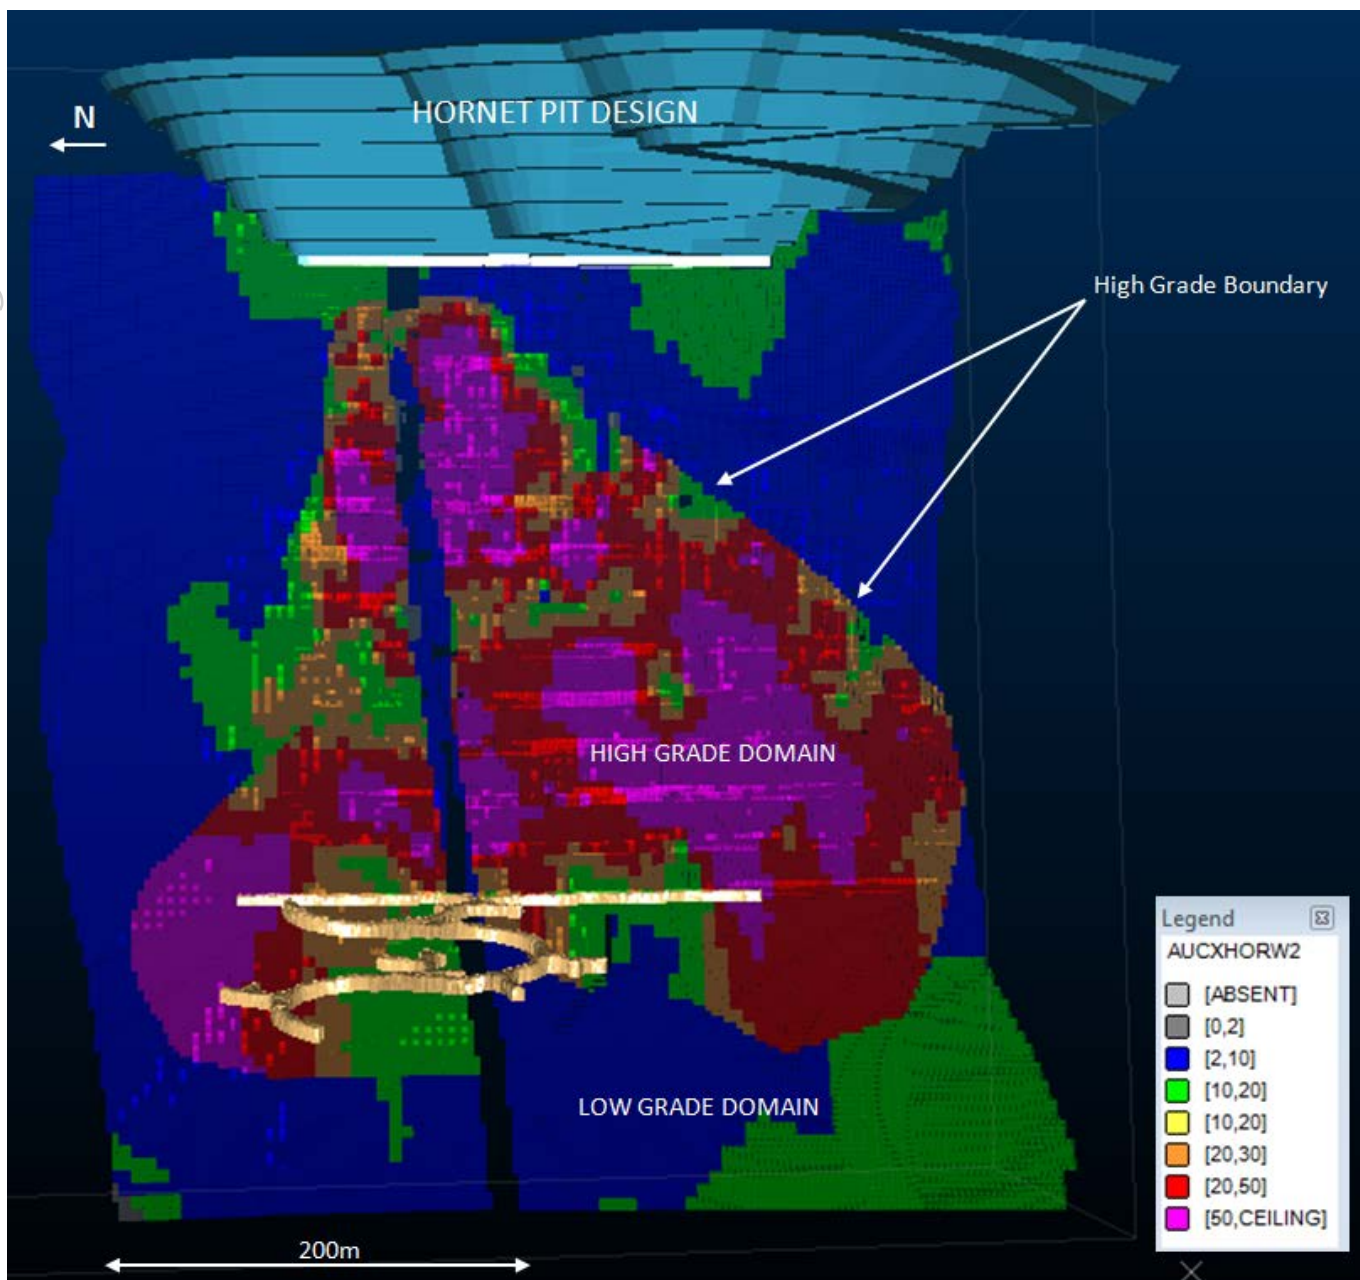 HORNET PIT DESIGN
N
High Grade Boundary
HIGH GRADE DOMAIN
LOW GRADE DOMAIN
200m
Legend
AUCXHORW2
[ABSENT]
[0,2]
[2,10]
[10,20]
[10,20]
[20,30]
[20,50]
[50,CEILING]